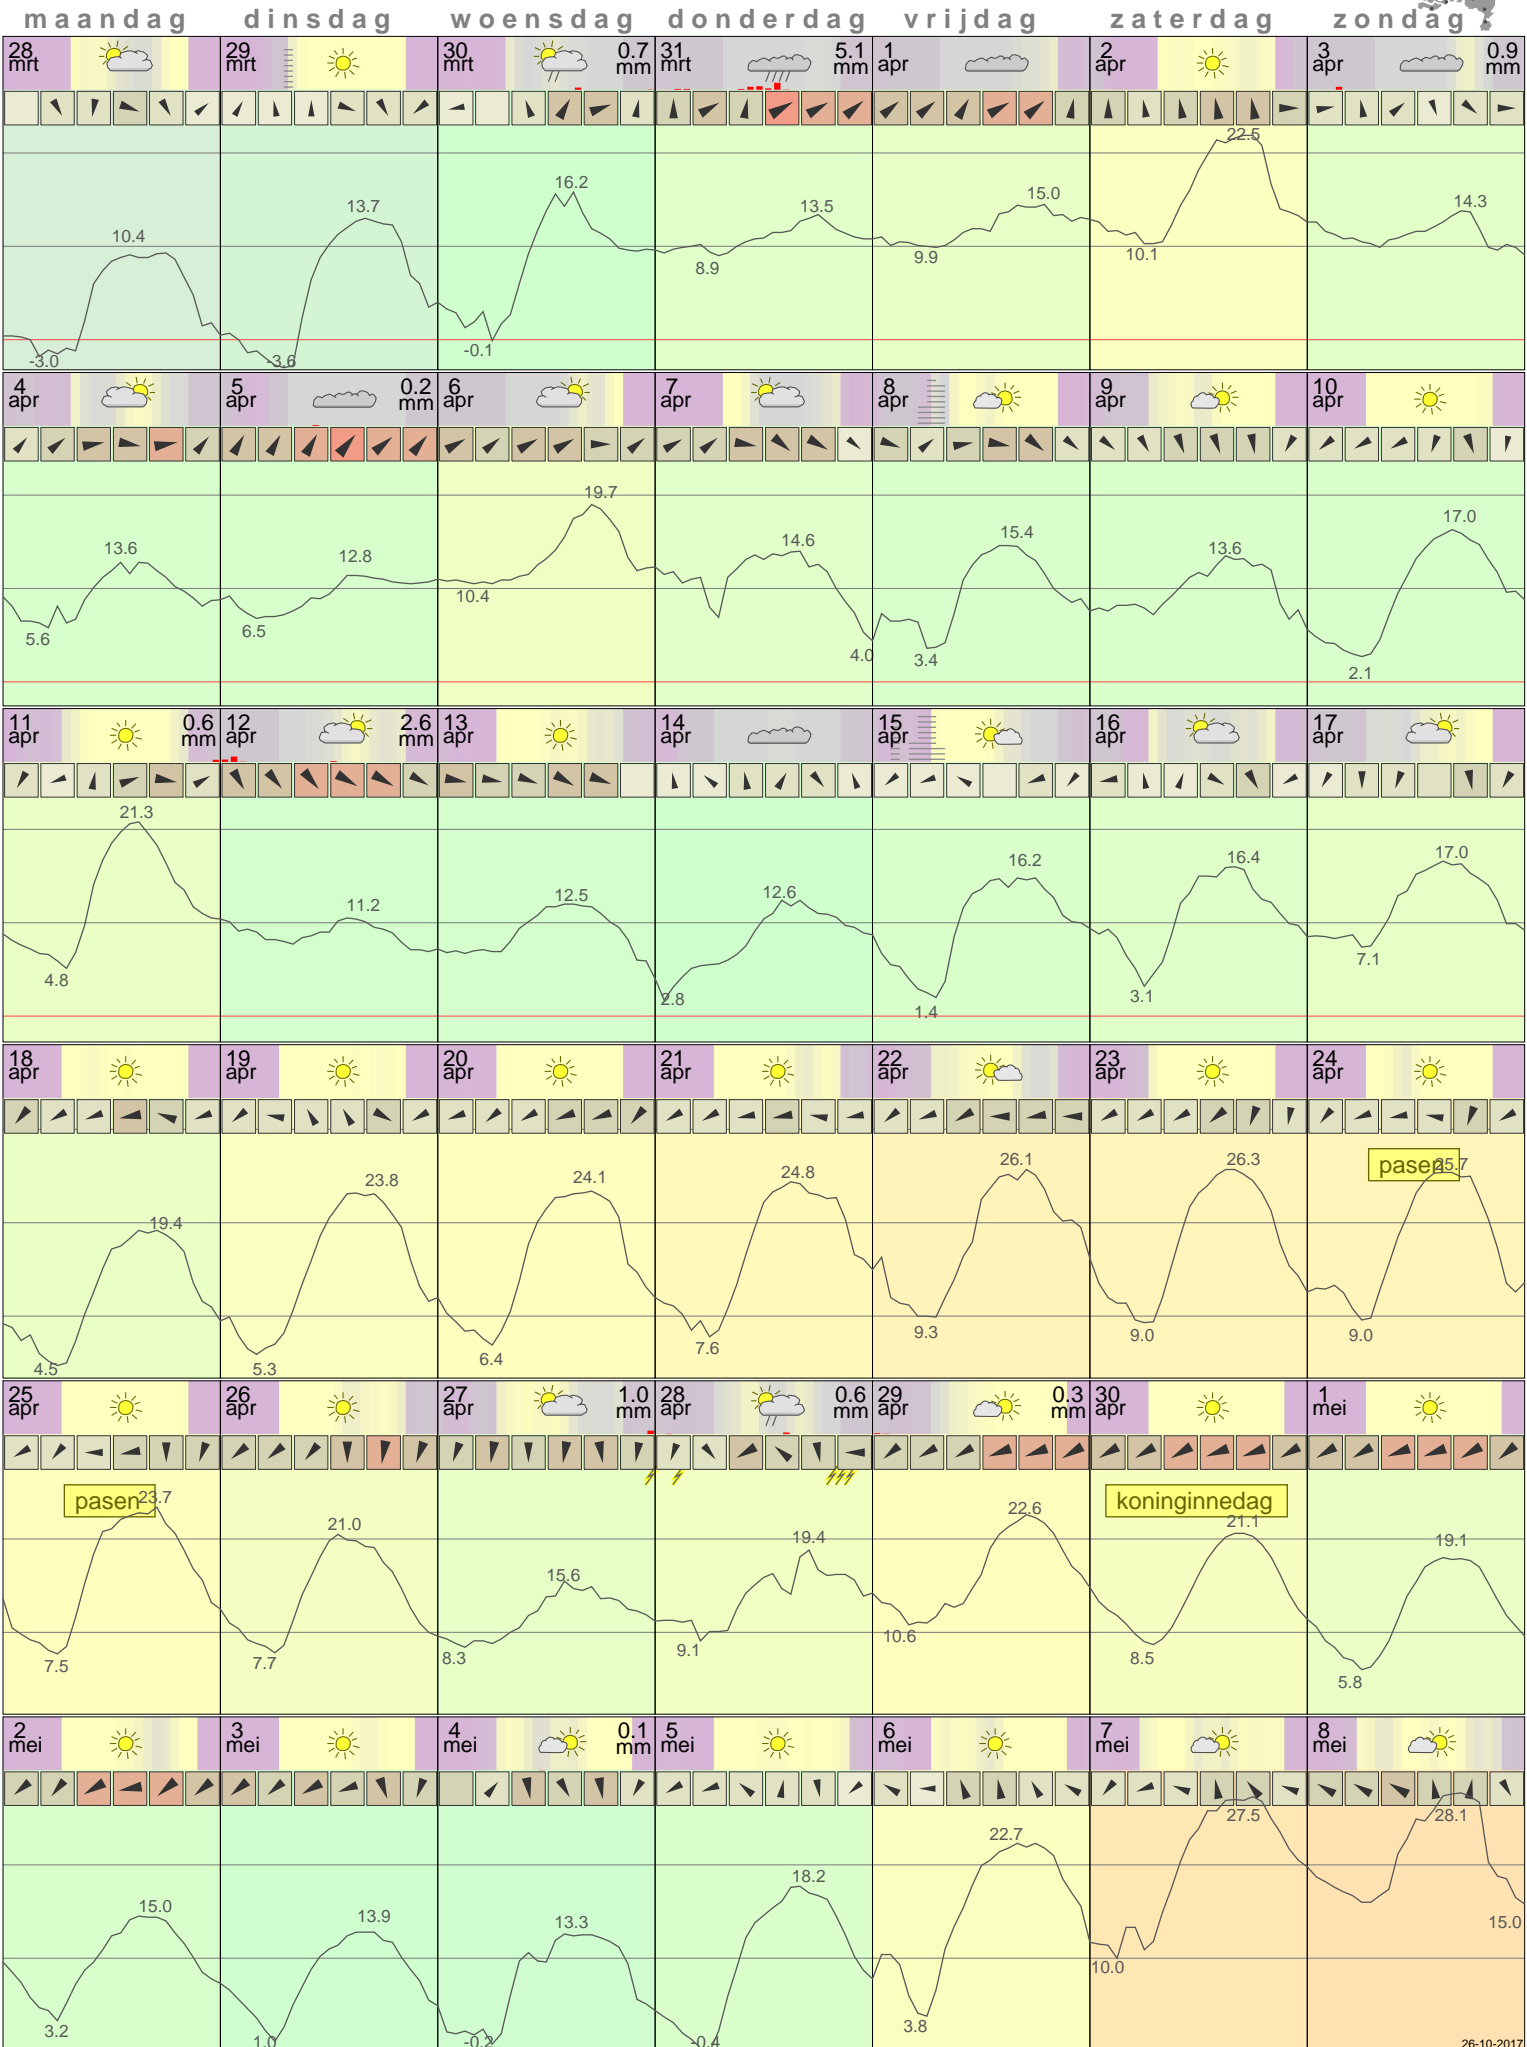 maandag dinsdag woensdag donderdag vrijdag zaterdag zondag
28 29 30 0.7 31 5.1 1 2 3 0.9
mrt mrt mrt mm mrt mm apr apr apr mm
22.5
16.2
13.7 13.5 15.0 14.3
10.4
8.9 9.9 10.1
-3.0 -3.6 -0.1
4 5 0.2 6 7 8 9 10
apr apr mm apr apr apr apr apr
19.7
13.6 12.8 14.6 15.4 13.6 17.0
10.4
5.6 6.5 4.0 3.4 2.1
11 0.6 12 2.6 13 14 15 16 17
apr mm apr mm apr apr apr apr apr
21.3
11.2 12.5 12.6 16.2 16.4 17.0
4.8 2.8 1.4 3.1 7.1
18 19 20 21 22 23 24
apr apr apr apr apr apr apr
pasen
19.4 23.8 24.1 24.8 26.1 26.3 25.7
4.5 5.3 6.4 7.6 9.3 9.0 9.0
25 26 27 1.0 28 0.6 29 0.3 30 1
apr apr apr mm apr mm apr mm apr mei
pasen koninginnedag
23.7 21.0 15.6 19.4 22.6 21.1 19.1
7.5 7.7 8.3 9.1 10.6 8.5 5.8
2 3 4 0.1 5 6 7 8
mei mei mei mm mei mei mei mei
15.0 13.9 13.3 18.2 22.7 27.5 28.1
15.0
3.2 1.0 -0.2 -0.4 3.8 10.0
26-10-2017